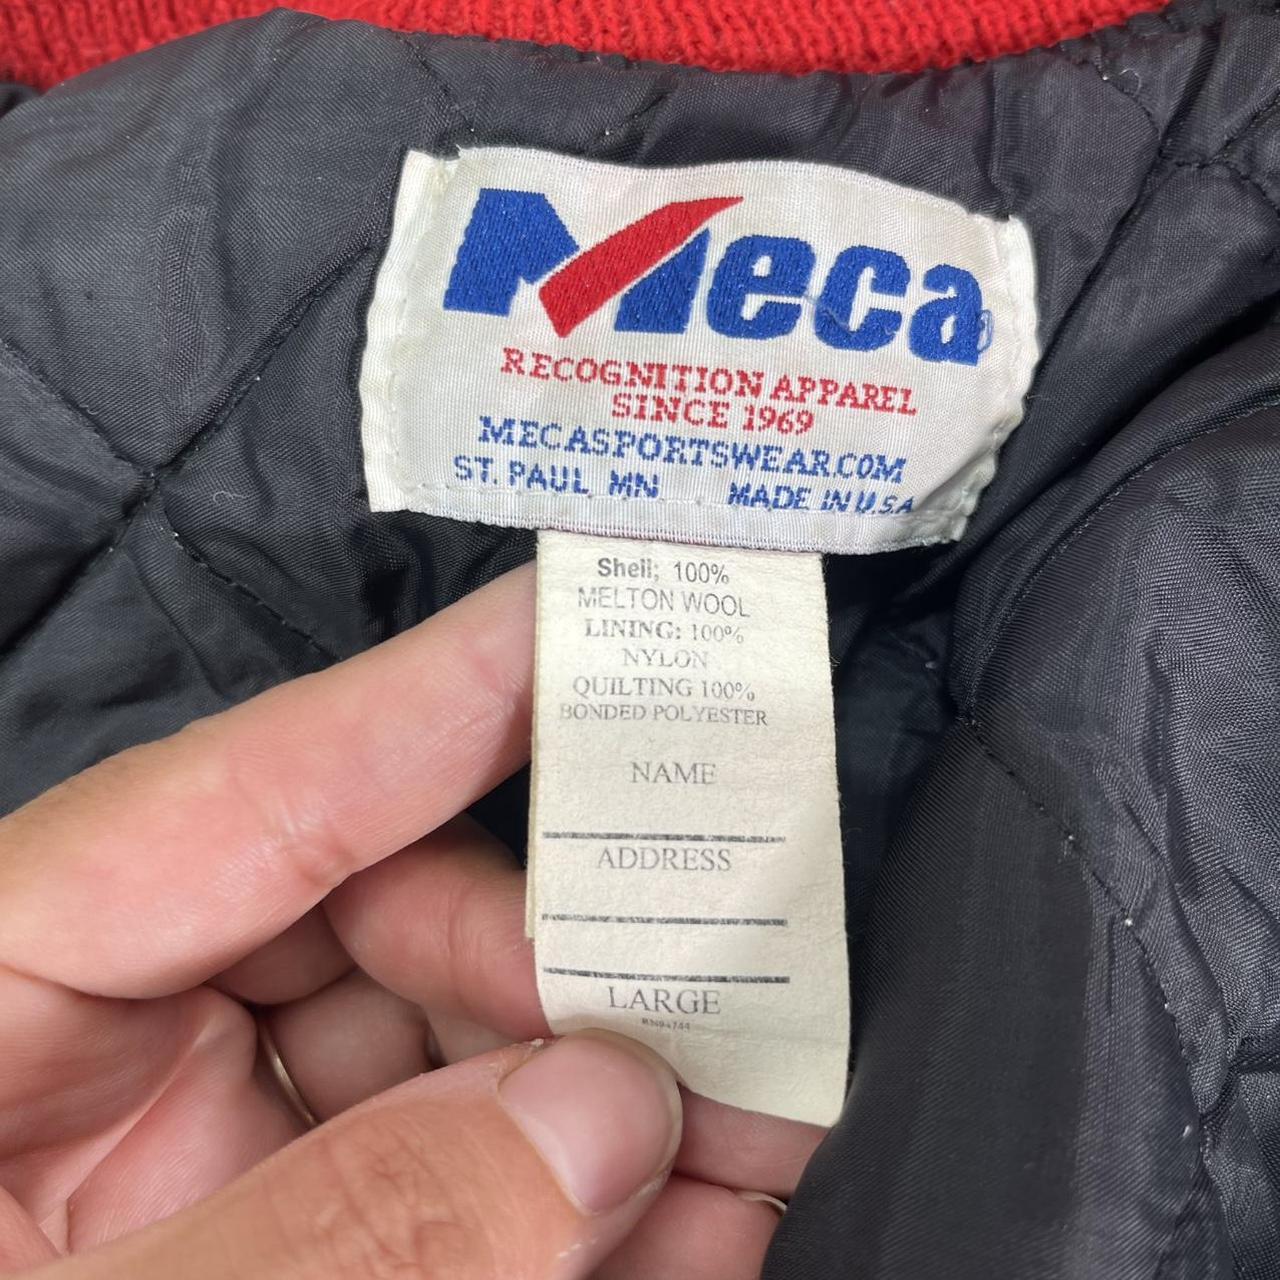 Meca
RECOGNITION APPAREL
SINCE 1969
MECASPORTSWEAR.COM
ST. PAUL MN MADE IN U.S.A
Shell; 100%
MELTON WOOL
LINING: 100%
NYLON
QUILTING 100%
BONDED POLYESTER
NAME
ADDRESS
LARGE
RN94744